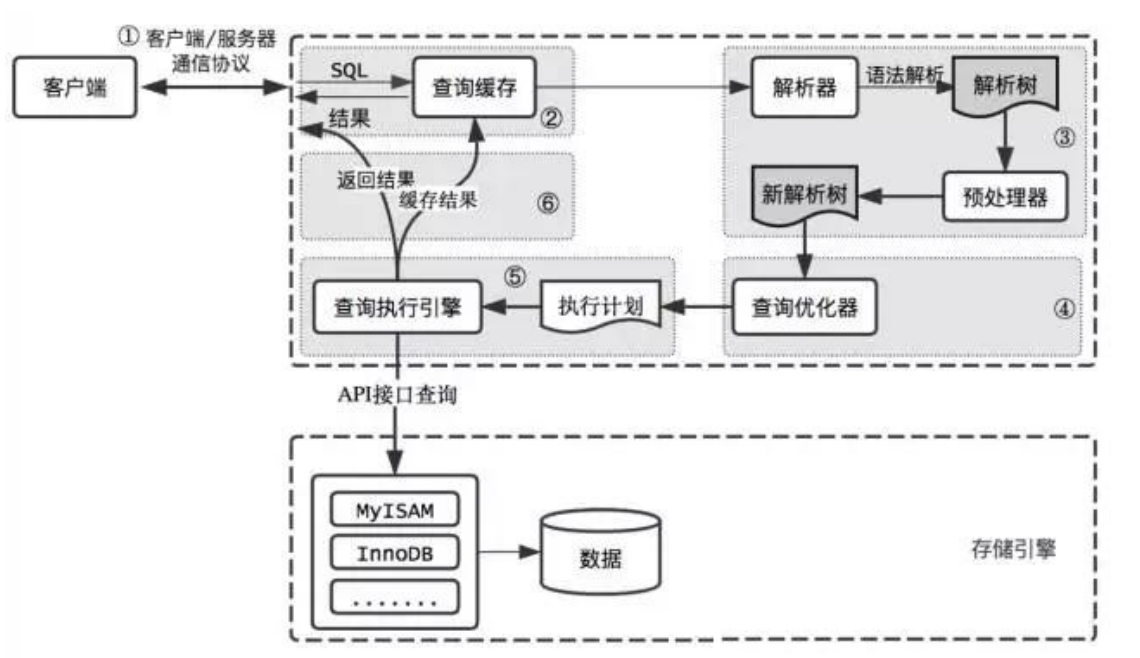 ① 客户端/服务器
通信协议
客户端
SQL
结果
查询缓存
②
解析器
语法解析
解析树
③
预处理器
新解析树
返回结果
缓存结果
⑥
查询执行引擎
⑤
执行计划
查询优化器
④
API接口查询
MyISAM
InnoDB
.......
数据
存储引擎